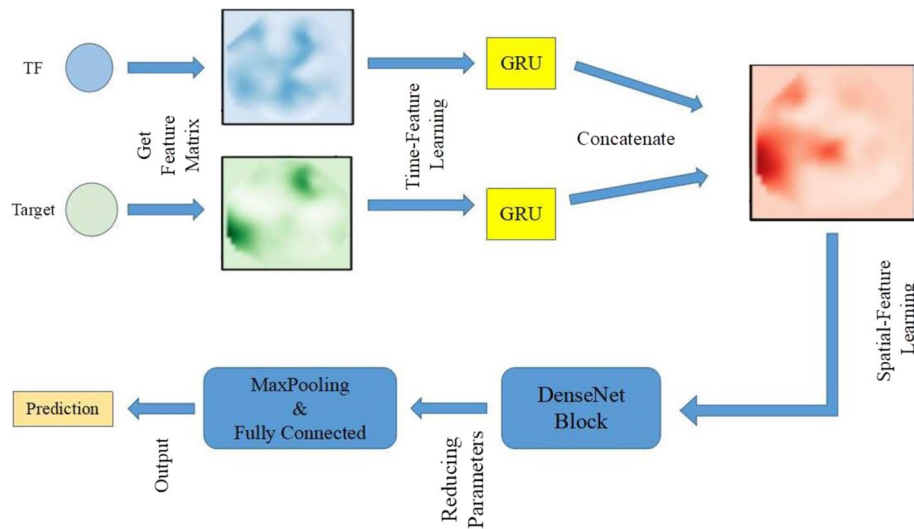 TF
Get
Feature
Matrix
Time-Feature
Learning
GRU
Concatenate
Target
GRU
Spatial-Feature
Learning
DenseNet
Block
Reducing
Parameters
MaxPooling
&
Fully Connected
Output
Prediction